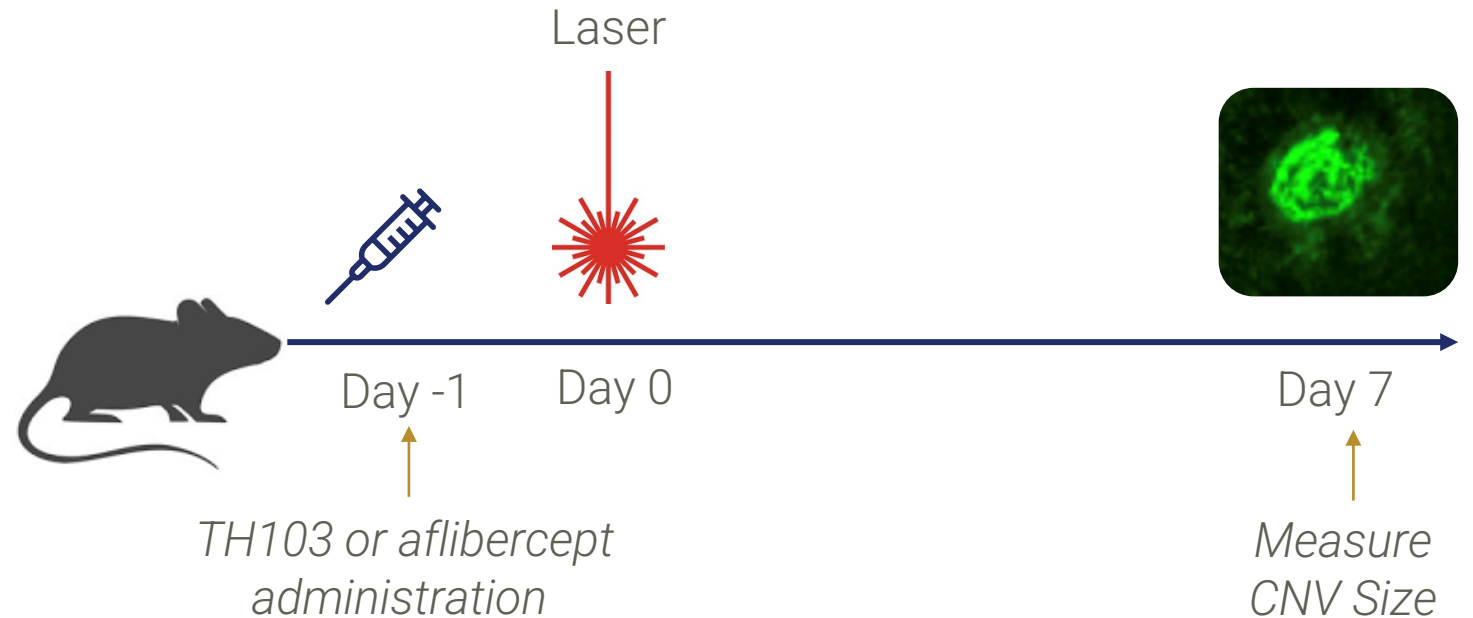 Laser
Day -1
Day 0
Day 7
TH103 or aflibercept
administration
Measure
CNV Size